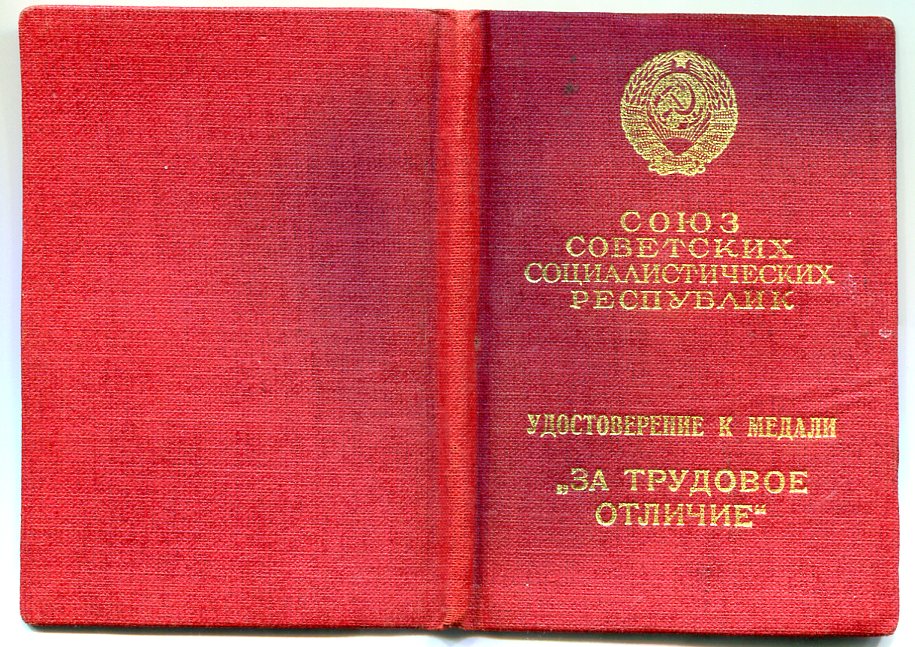 СОЮЗ
СОВЕТСКИХ
СОЦИАЛИСТИЧЕСКИХ
РЕСПУБЛИК
УДОСТОВЕРЕНИЕ К МЕДАЛИ
„ЗА ТРУДОВОЕ
ОТЛИЧИЕ“